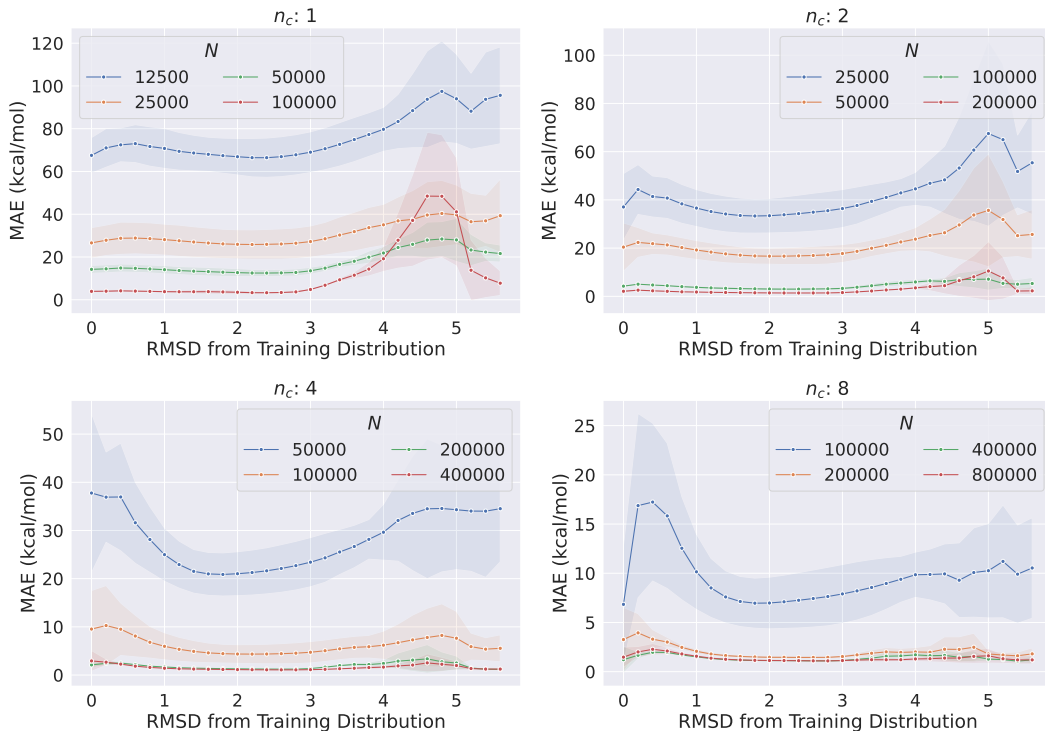 n_c: 1
N
12500
50000
25000
100000
120
100
80
60
40
20
0
MAE (kcal/mol)
0 1 2 3 4 5
RMSD from Training Distribution
n_c: 2
N
25000
100000
50000
200000
100
80
60
40
20
0
MAE (kcal/mol)
0 1 2 3 4 5
RMSD from Training Distribution
n_c: 4
N
50000
200000
100000
400000
50
40
30
20
10
0
MAE (kcal/mol)
0 1 2 3 4 5
RMSD from Training Distribution
n_c: 8
N
100000
400000
200000
800000
25
20
15
10
5
0
MAE (kcal/mol)
0 1 2 3 4 5
RMSD from Training Distribution